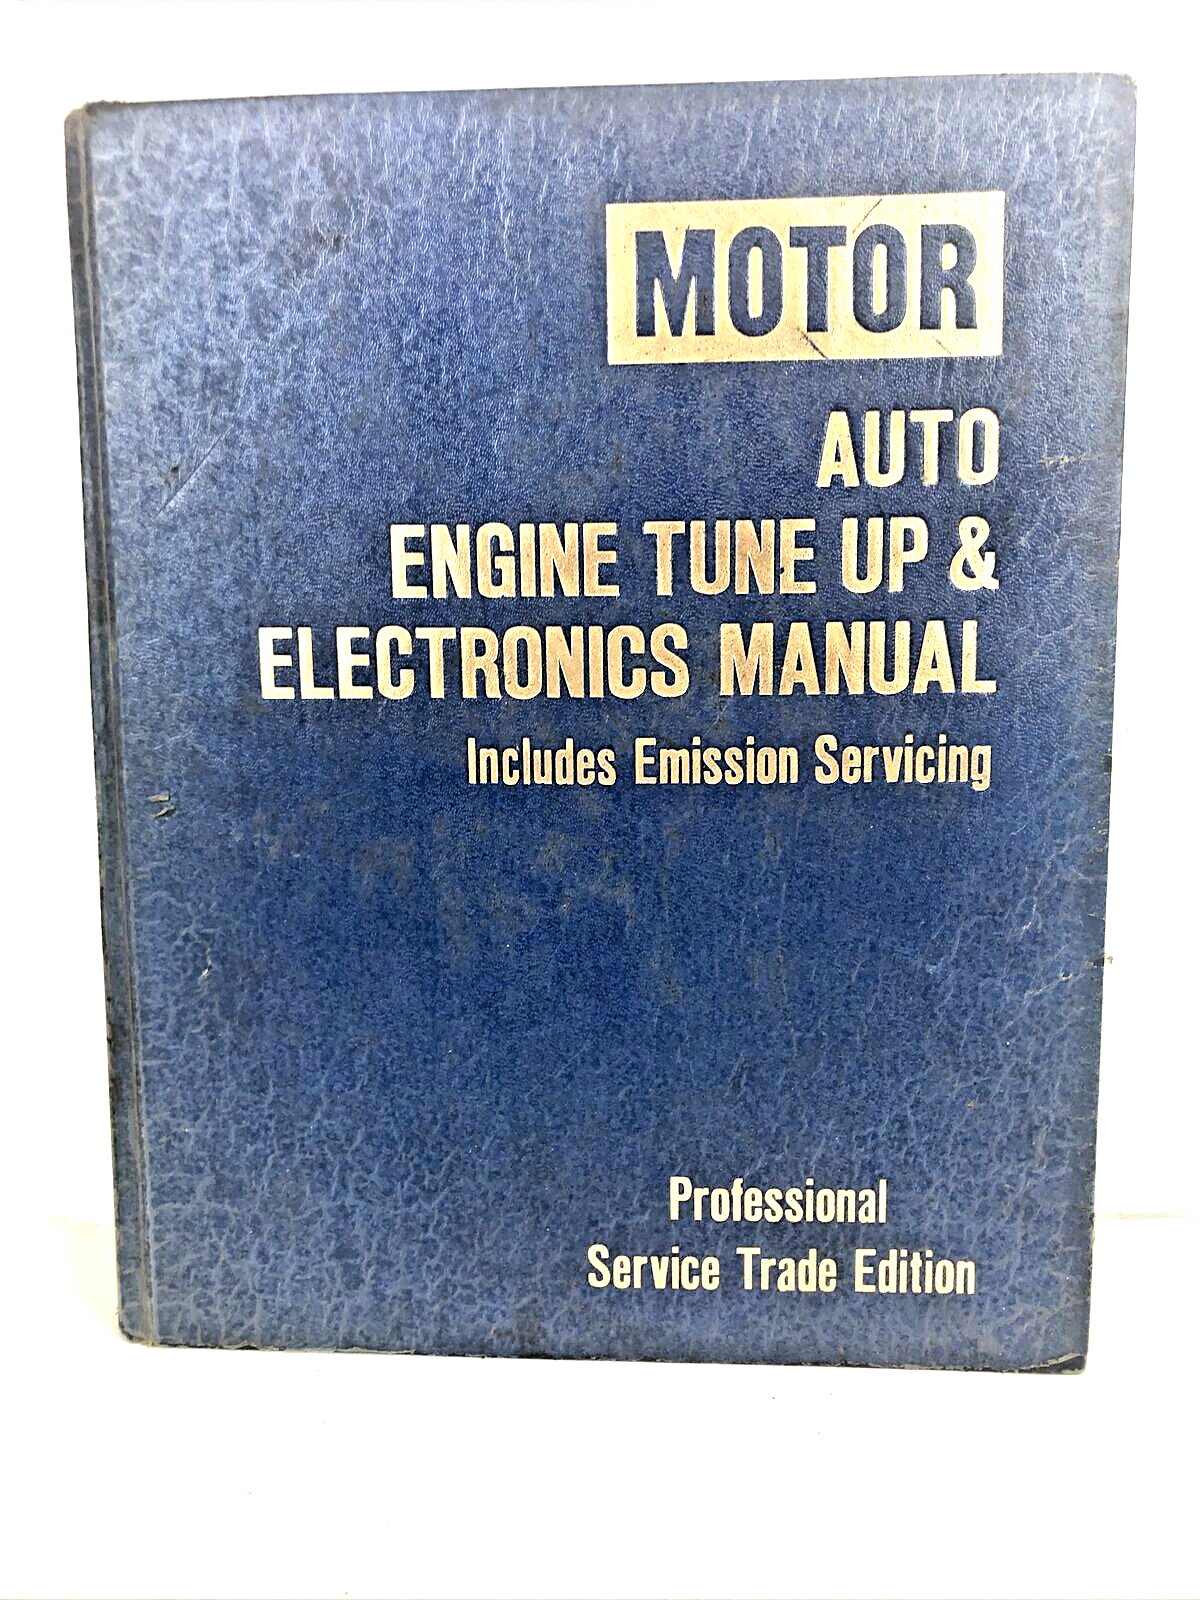 MOTOR
AUTO
ENGINE TUNE UP &
ELECTRONICS MANUAL
Includes Emission Servicing
Professional
Service Trade Edition